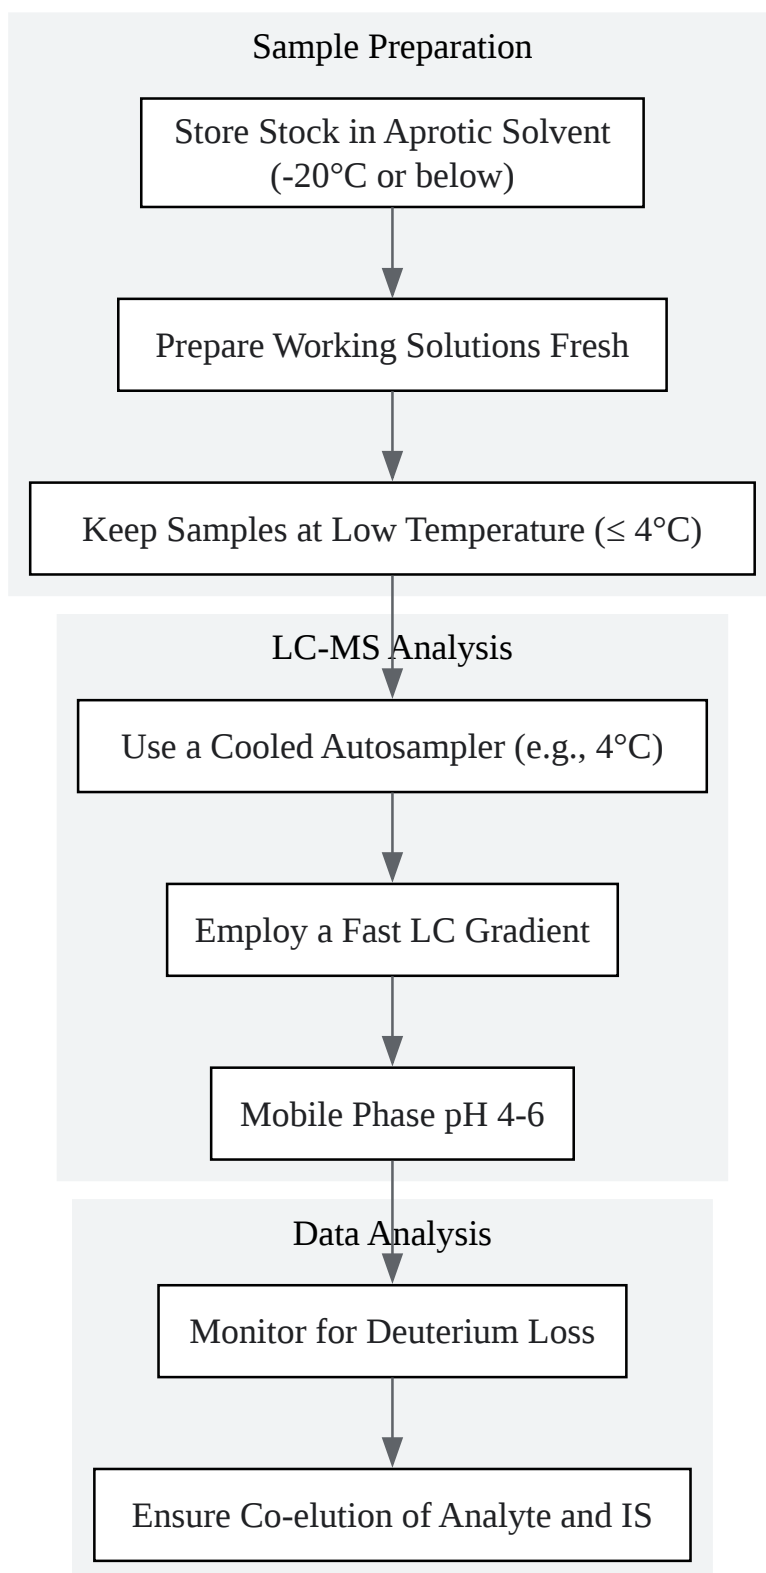 Sample Preparation
Store Stock in Aprotic Solvent
(-20°C or below)
Prepare Working Solutions Fresh
Keep Samples at Low Temperature (≤ 4°C)
LC-MS Analysis
Use a Cooled Autosampler (e.g., 4°C)
Employ a Fast LC Gradient
Mobile Phase pH 4-6
Data Analysis
Monitor for Deuterium Loss
Ensure Co-elution of Analyte and IS